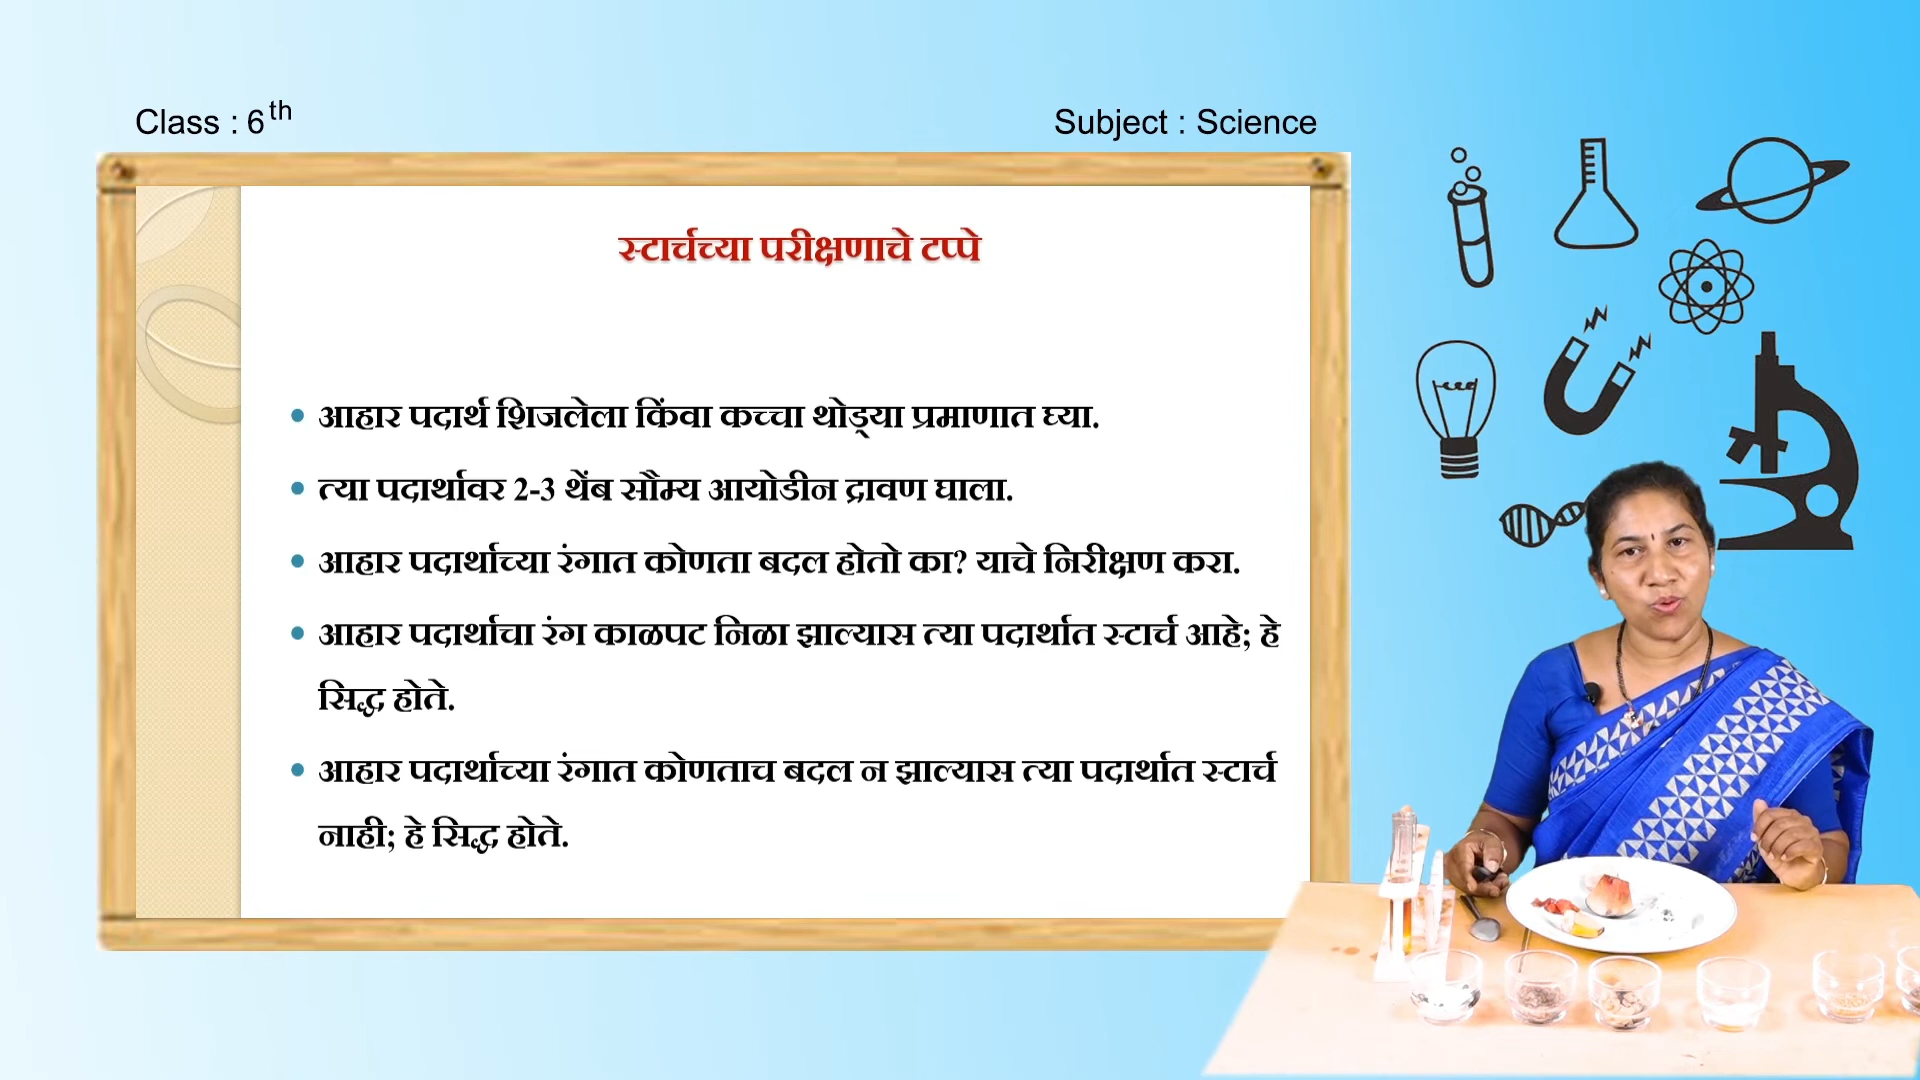 Class : 6th
Subject : Science
स्टार्चच्या परीक्षणाचे टप्पे
• आहार पदार्थ शिजलेला किंवा कच्चा थोड्या प्रमाणात घ्या.
• त्या पदार्थावर 2-3 थेंब सौम्य आयोडीन द्रावण घाला.
• आहार पदार्थाच्या रंगात कोणता बदल होतो का? याचे निरीक्षण करा.
• आहार पदार्थाचा रंग काळपट निळा झाल्यास त्या पदार्थात स्टार्च आहे; हे
सिद्ध होते.
• आहार पदार्थाच्या रंगात कोणताच बदल न झाल्यास त्या पदार्थात स्टार्च
नाही; हे सिद्ध होते.